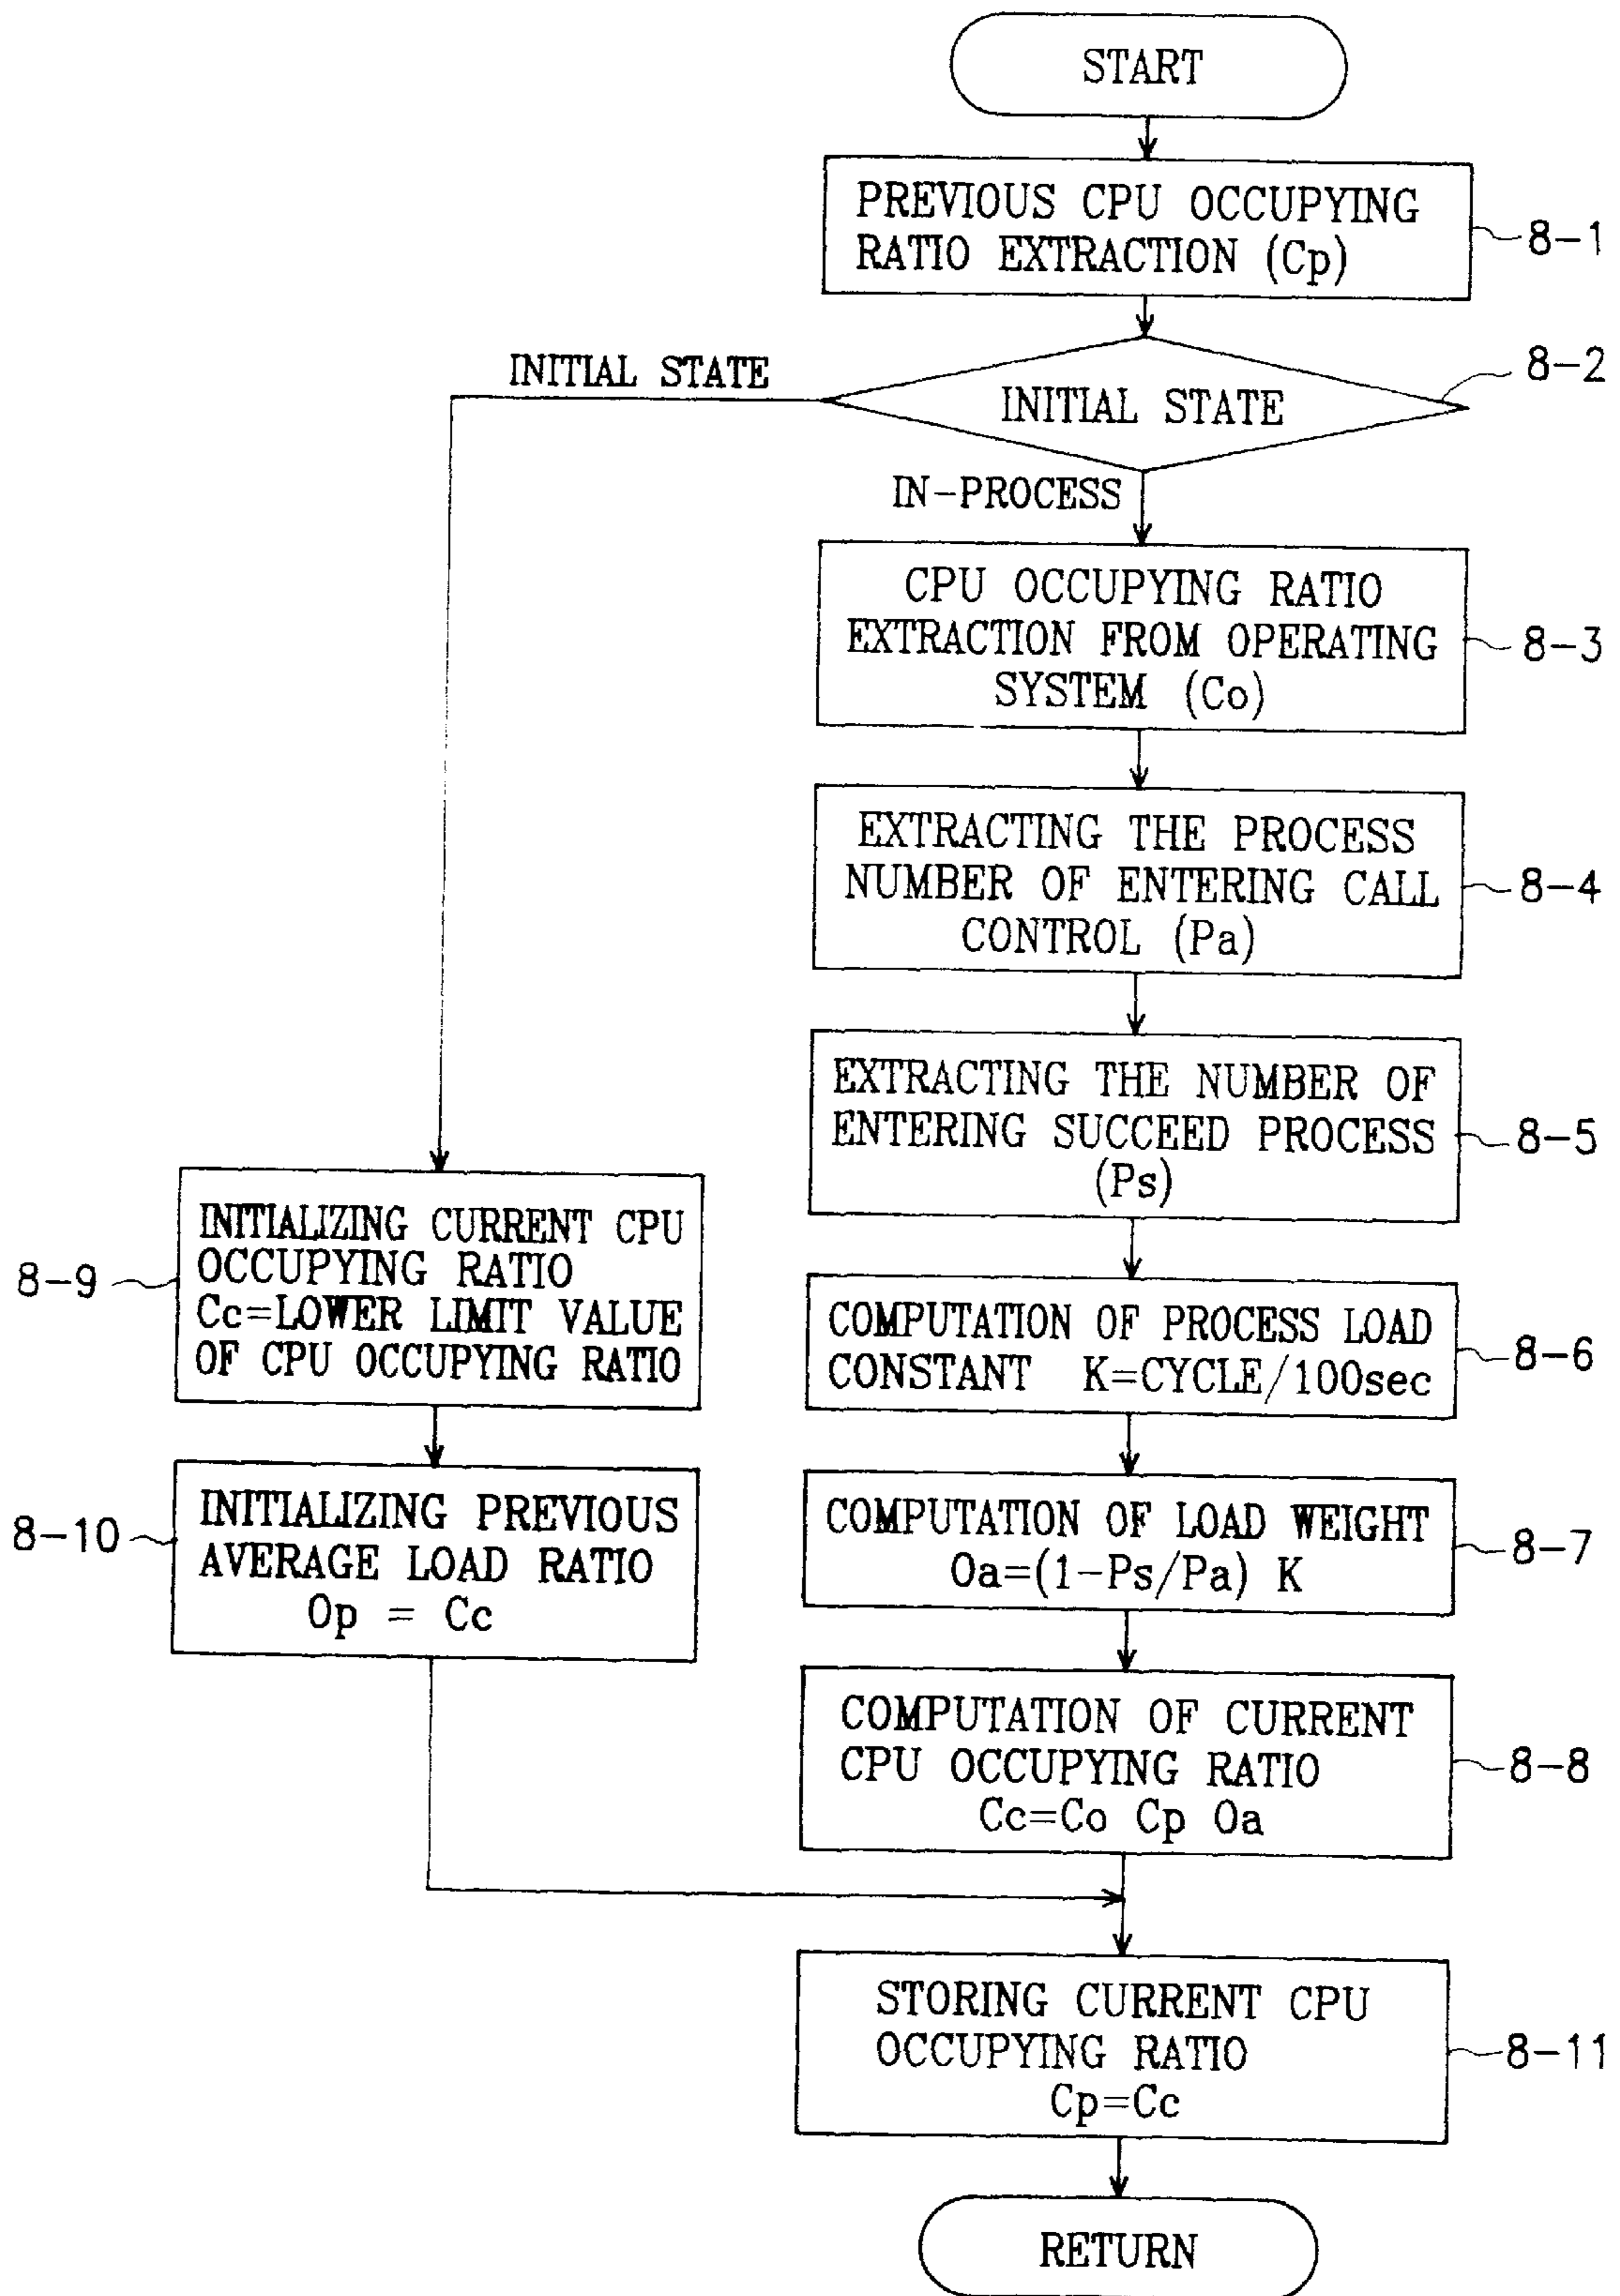 START
PREVIOUS CPU OCCUPYING
RATIO EXTRACTION (Cp)
8-1
INITIAL STATE
8-2
INITIAL STATE
IN-PROCESS
CPU OCCUPYING RATIO
EXTRACTION FROM OPERATING
SYSTEM (Co)
8-3
EXTRACTING THE PROCESS
NUMBER OF ENTERING CALL
CONTROL (Pa)
8-4
EXTRACTING THE NUMBER OF
ENTERING SUCCEED PROCESS
(Ps)
8-5
COMPUTATION OF PROCESS LOAD
CONSTANT K=CYCLE/100sec
8-6
COMPUTATION OF LOAD WEIGHT
Oa=(1-Ps/Pa) K
8-7
COMPUTATION OF CURRENT
CPU OCCUPYING RATIO
Cc=Co Cp Oa
8-8
INITIALIZING CURRENT CPU
OCCUPYING RATIO
Cc=LOWER LIMIT VALUE
OF CPU OCCUPYING RATIO
8-9
INITIALIZING PREVIOUS
AVERAGE LOAD RATIO
Op = Cc
8-10
STORING CURRENT CPU
OCCUPYING RATIO
Cp=Cc
8-11
RETURN